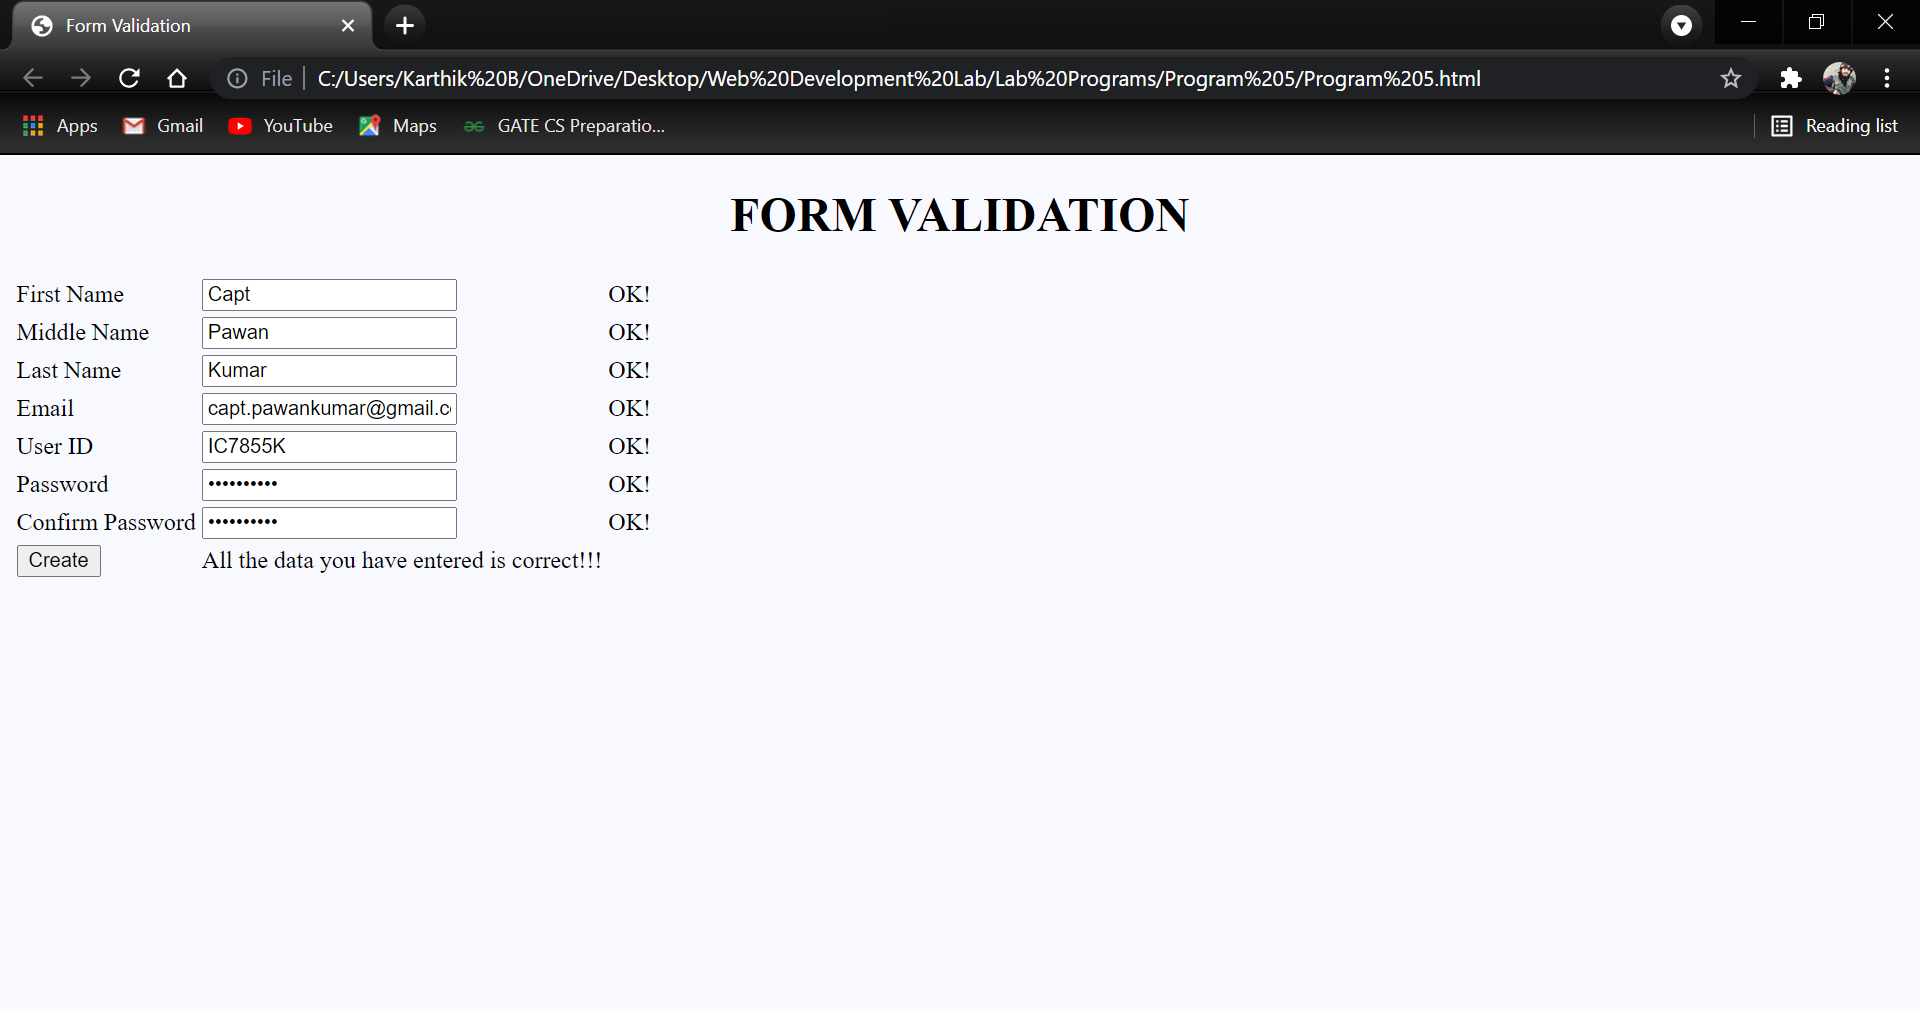 Form Validation
File C:/Users/Karthik%20B/OneDrive/Desktop/Web%20Development%20Lab/Lab%20Programs/Program%205/Program%205.html
Apps Gmail YouTube Maps GATE CS Preparatio... Reading list
FORM VALIDATION
First Name Capt OK!
Middle Name Pawan OK!
Last Name Kumar OK!
Email capt.pawankumar@gmail.c OK!
User ID IC7855K OK!
Password •••••••••• OK!
Confirm Password •••••••••• OK!
Create All the data you have entered is correct!!!